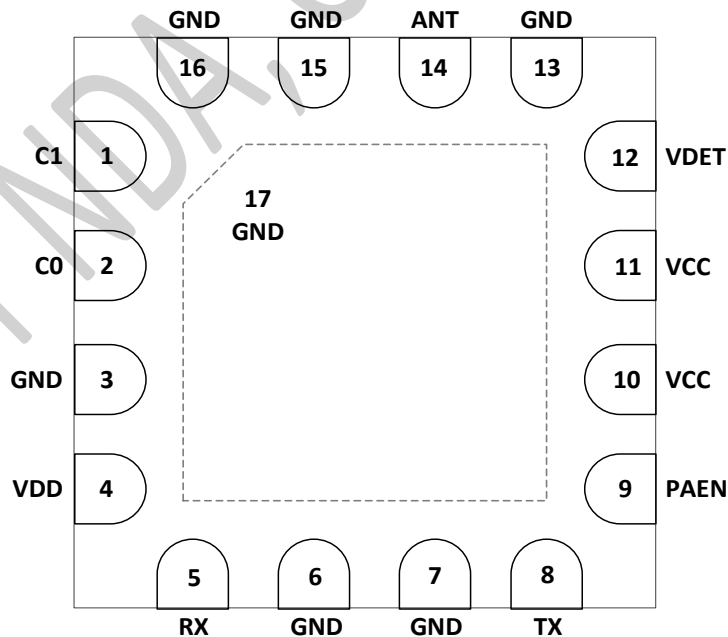 GND GND ANT GND
16 15 14 13
C1 1 12 VDET
17
GND
C0 2 11 VCC
GND 3 10 VCC
VDD 4 9 PAEN
5 6 7 8
RX GND GND TX
NDA,